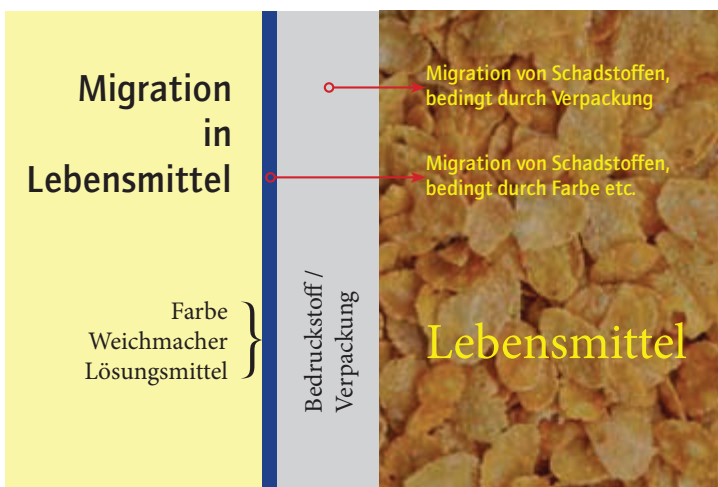 Migration
in
Lebensmittel
Migration von Schadstoffen,
bedingt durch Verpackung
Migration von Schadstoffen,
bedingt durch Farbe etc.
Farbe
Weichmacher
Lösungsmittel
Bedruckstoff /
Verpackung
Lebensmittel